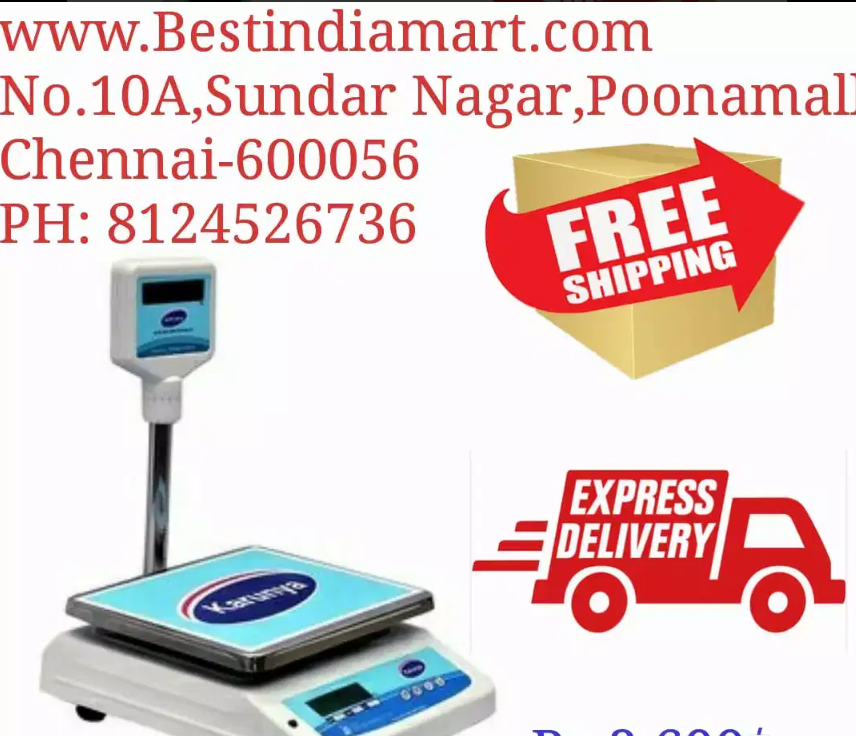 www.Bestindiamart.com
No.10A,Sundar Nagar,Poonamall
Chennai-600056
PH: 8124526736
FREE
SHIPPING
EXPRESS
DELIVERY
Karunya